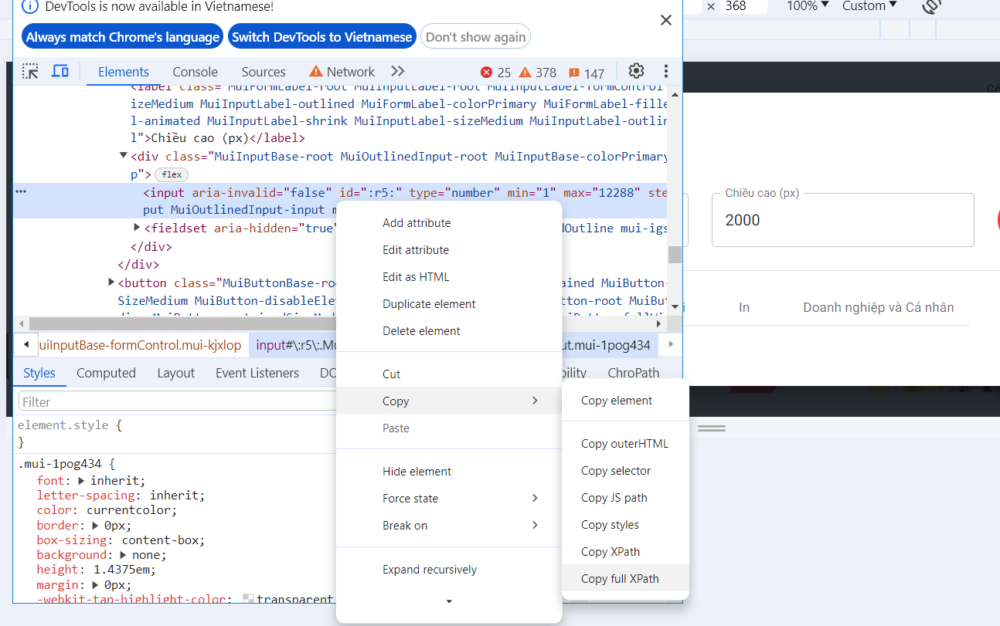 DevTools is now available in Vietnamese!
Always match Chrome's language
Switch DevTools to Vietnamese
Don't show again
× 368
100%
Custom
Elements
Console
Sources
Network
25
378
147
<label class="MuiFormLabel-root MuiInputLabel-root MuiInputLabel-formControl
izeMedium MuiInputLabel-outlined MuiFormLabel-colorPrimary MuiFormLabel-fille
l-animated MuiInputLabel-shrink MuiInputLabel-sizeMedium MuiInputLabel-outlin
l">Chiều cao (px)</label>
<div class="MuiInputBase-root MuiOutlinedInput-root MuiInputBase-colorPrimary
p"> flex
<input aria-invalid="false" id=":r5:" type="number" min="1" max="12288" ste
put MuiOutlinedInput-input m
<fieldset aria-hidden="true"
dOutline mui-igs
</div>
</div>
<button class="MuiButtonBase-ro
ained MuiButton-
SizeMedium MuiButton-disableEle
utton-root MuiBut
uiInputBase-formControl.mui-kjxlop
input#\:r5\:.Mu
ut.mui-1pog434
Styles
Computed
Layout
Event Listeners
DO
bility
ChroPath
Filter
element.style {
}
.mui-1pog434 {
font: inherit;
letter-spacing: inherit;
color: currentcolor;
border: 0px;
box-sizing: content-box;
background: none;
height: 1.4375em;
margin: 0px;
-webkit-tap-highlight-color: transparent
Add attribute
Edit attribute
Edit as HTML
Duplicate element
Delete element
Cut
Copy
Paste
Hide element
Force state
Break on
Expand recursively
Copy element
Copy outerHTML
Copy selector
Copy JS path
Copy styles
Copy XPath
Copy full XPath
Chiều cao (px)
2000
i
In
Doanh nghiệp và Cá nhân